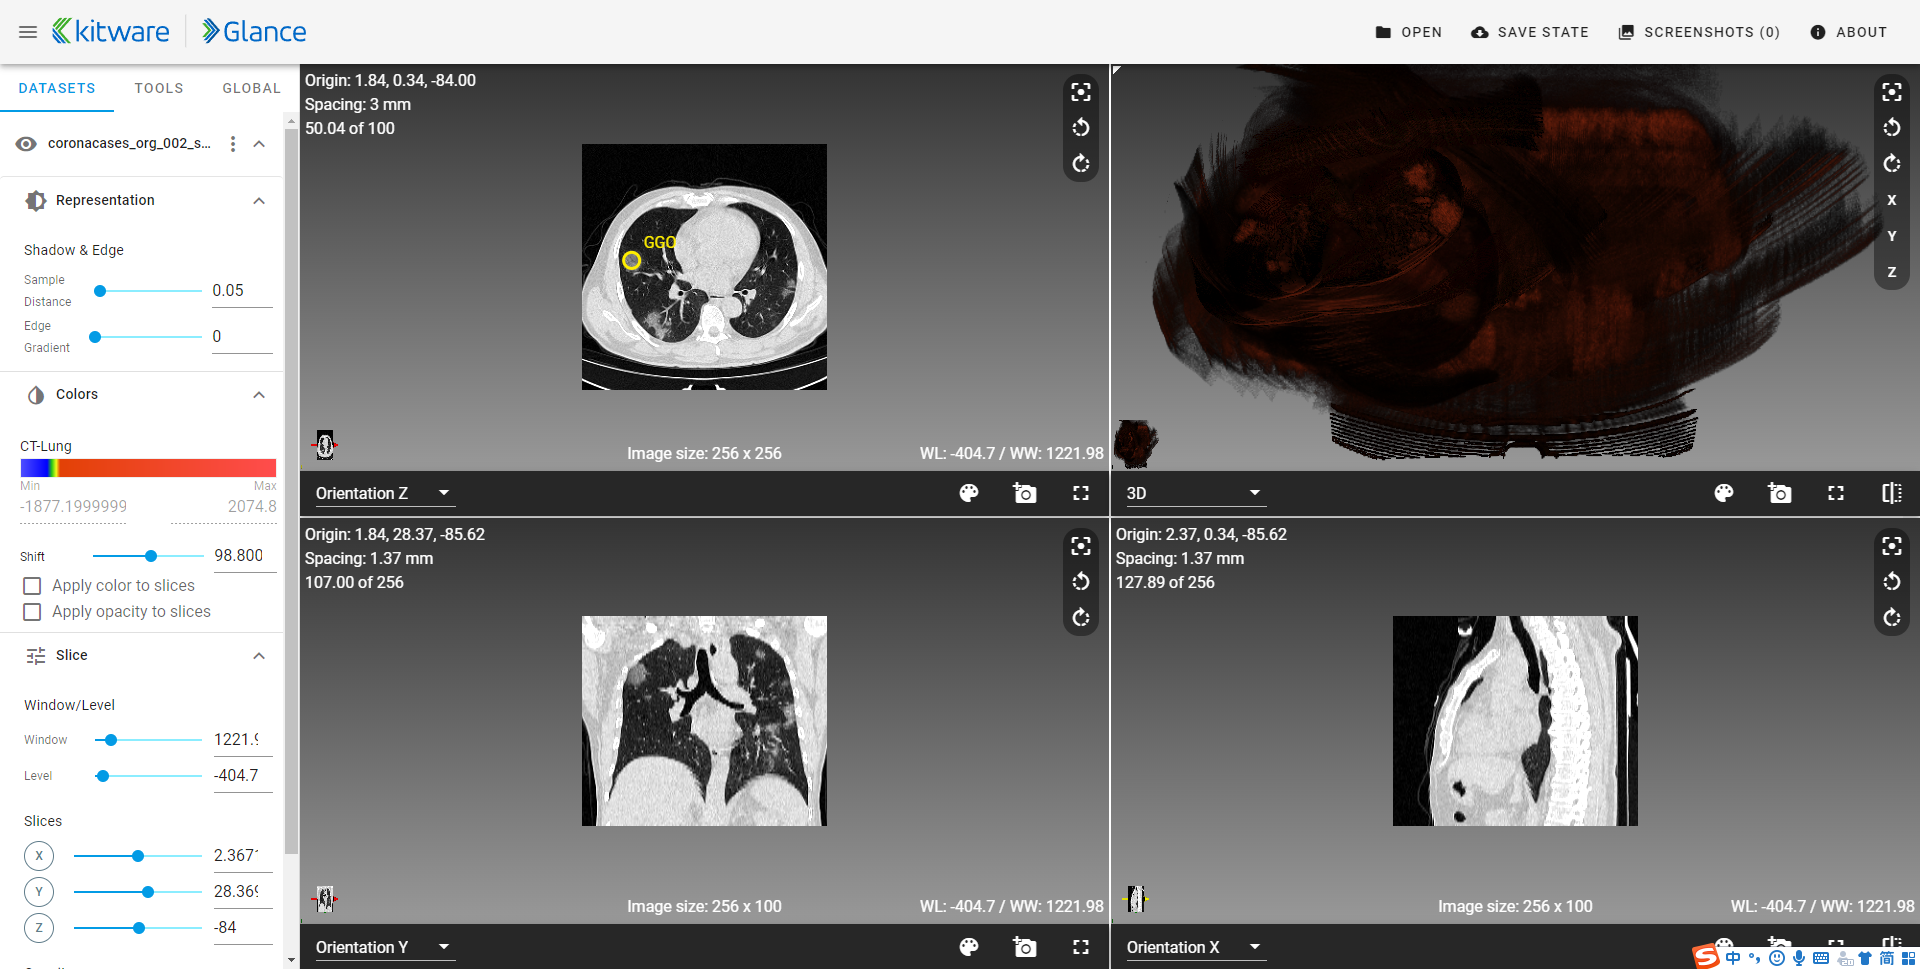 kitware Glance
OPEN SAVE STATE SCREENSHOTS (0) ABOUT
DATASETS TOOLS GLOBAL
coronacases_org_002_s...
Representation
Shadow & Edge
Sample Distance 0.05
Edge Gradient 0
Colors
CT-Lung
Min Max
-1877.1999999 2074.8
Shift 98.800
Apply color to slices
Apply opacity to slices
Slice
Window/Level
Window 1221.9
Level -404.7
Slices
X 2.367
Y 28.369
Z -84
Origin: 1.84, 0.34, -84.00
Spacing: 3 mm
50.04 of 100
GGO
Image size: 256 x 256 WL: -404.7 / WW: 1221.98
Orientation Z
X
Y
Z
3D
Origin: 1.84, 28.37, -85.62
Spacing: 1.37 mm
107.00 of 256
Image size: 256 x 100 WL: -404.7 / WW: 1221.98
Orientation Y
Origin: 2.37, 0.34, -85.62
Spacing: 1.37 mm
127.89 of 256
Image size: 256 x 100 WL: -404.7 / WW: 1221.98
Orientation X
S 中 简